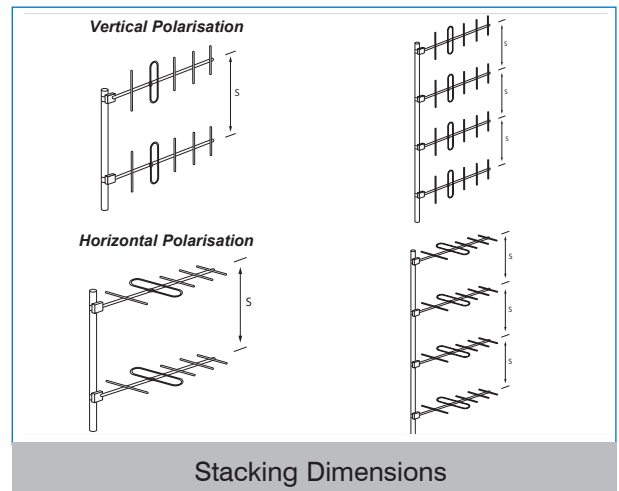 Vertical Polarisation
S
S
S
S
Horizontal Polarisation
S
S
S
S
Stacking Dimensions